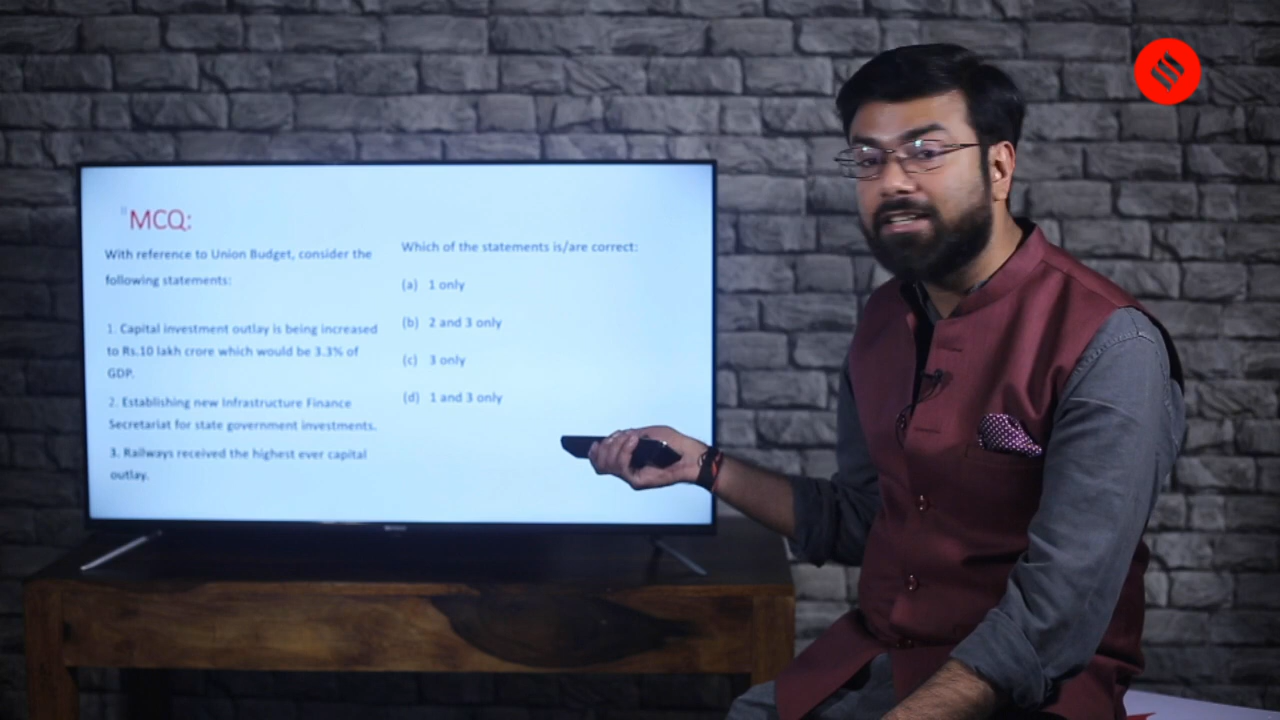 MCQ:
With reference to Union Budget, consider the
following statements:
1. Capital investment outlay is being increased
to Rs.10 lakh crore which would be 3.3% of
GDP.
2. Establishing new Infrastructure Finance
Secretariat for state government investments.
3. Railways received the highest ever capital
outlay.
Which of the statements is/are correct:
(a) 1 only
(b) 2 and 3 only
(c) 3 only
(d) 1 and 3 only